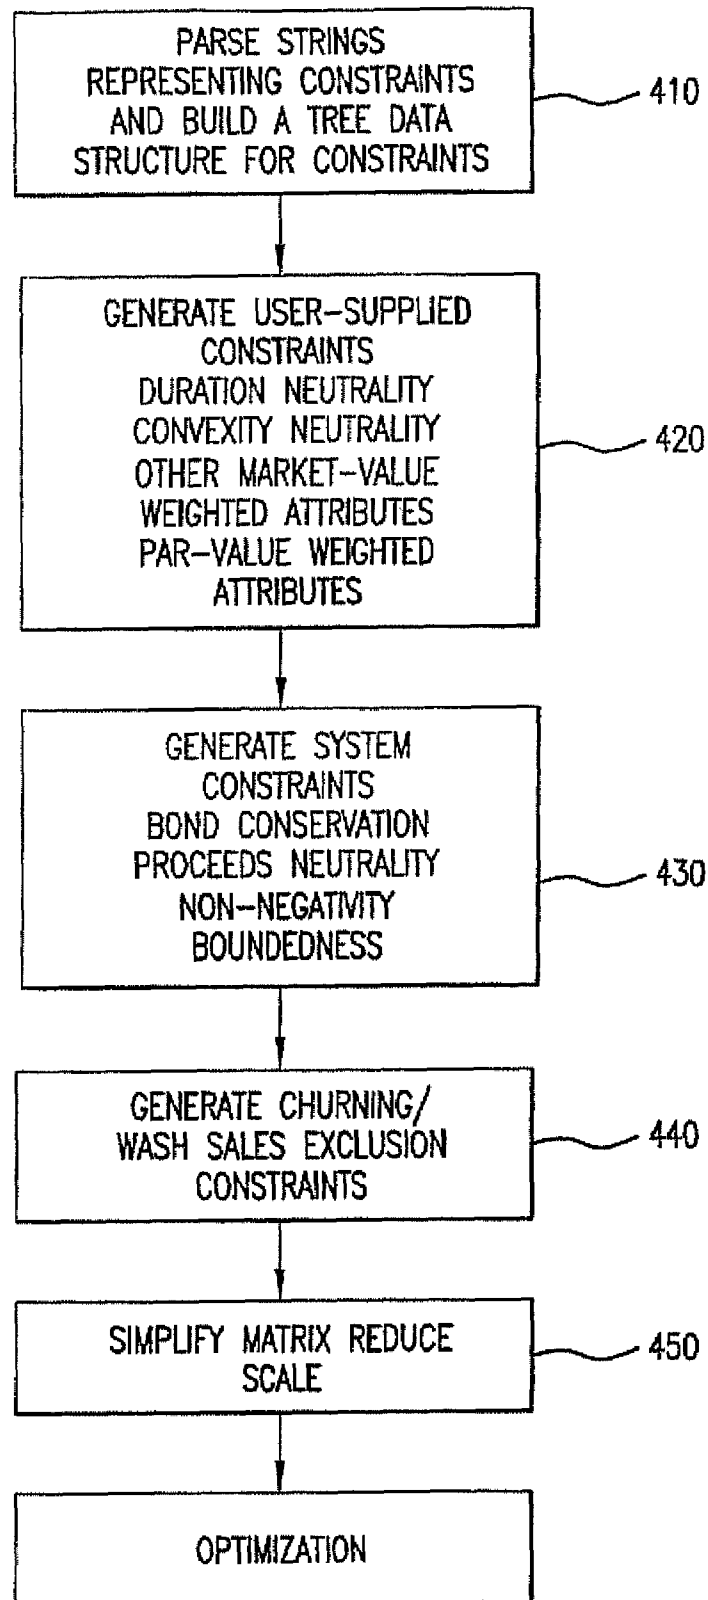 PARSE STRINGS
REPRESENTING CONSTRAINTS
AND BUILD A TREE DATA
STRUCTURE FOR CONSTRAINTS
410
GENERATE USER-SUPPLIED
CONSTRAINTS
DURATION NEUTRALITY
CONVEXITY NEUTRALITY
OTHER MARKET-VALUE
WEIGHTED ATTRIBUTES
PAR-VALUE WEIGHTED
ATTRIBUTES
420
GENERATE SYSTEM
CONSTRAINTS
BOND CONSERVATION
PROCEEDS NEUTRALITY
NON-NEGATIVITY
BOUNDEDNESS
430
GENERATE CHURNING/
WASH SALES EXCLUSION
CONSTRAINTS
440
SIMPLIFY MATRIX REDUCE
SCALE
450
OPTIMIZATION